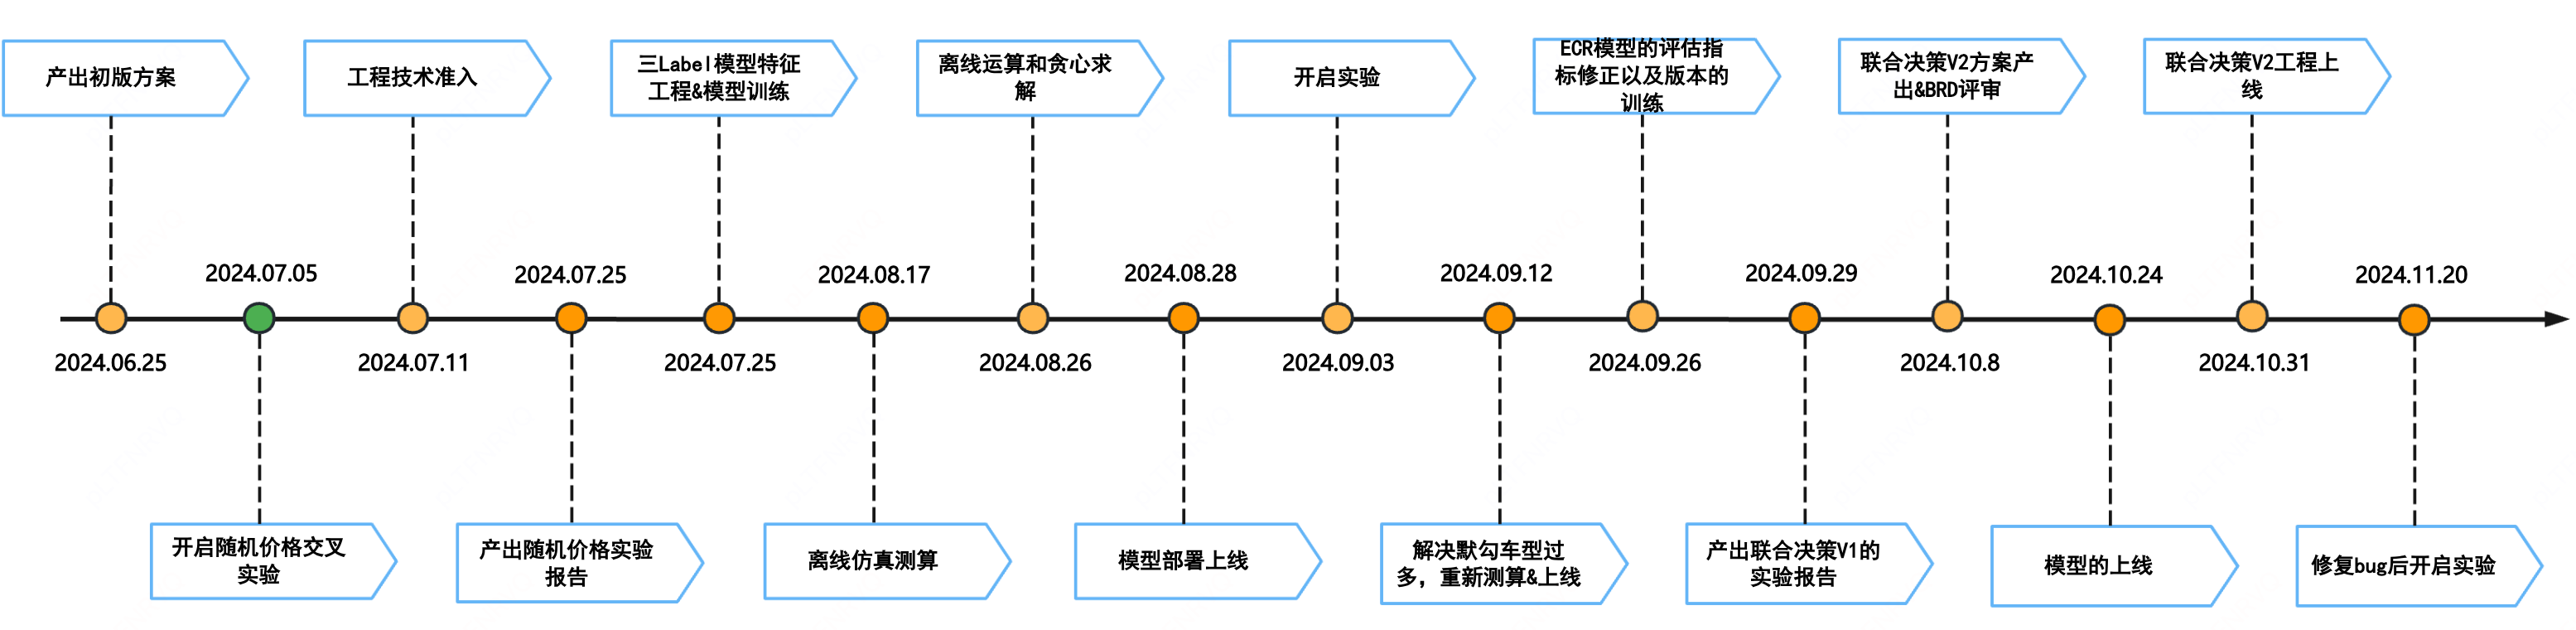 产出初版方案
工程技术准入
三Label模型特征
工程&模型训练
离线运算和贪心求
解
开启实验
ECR模型的评估指
标修正以及版本的
训练
联合决策V2方案产
出&BRD评审
联合决策V2工程上
线
2024.07.05
2024.07.25
2024.08.17
2024.08.28
2024.09.12
2024.09.29
2024.10.24
2024.11.20
2024.06.25
2024.07.11
2024.07.25
2024.08.26
2024.09.03
2024.09.26
2024.10.8
2024.10.31
开启随机价格交叉
实验
产出随机价格实验
报告
离线仿真测算
模型部署上线
解决默勾车型过
多，重新测算&上线
产出联合决策V1的
实验报告
模型的上线
修复bug后开启实验